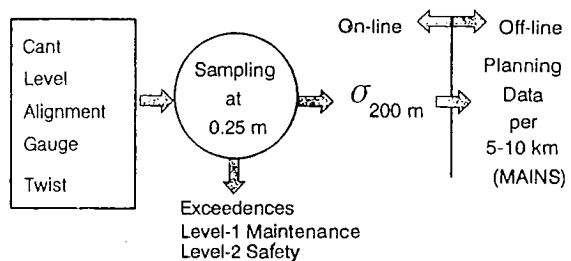 Cant
Level
Alignment
Gauge
Twist
Sampling
at
0.25 m
Exceedences
Level-1 Maintenance
Level-2 Safety
σ 200 m
On-line
Off-line
Planning
Data
per
5-10 km
(MAINS)